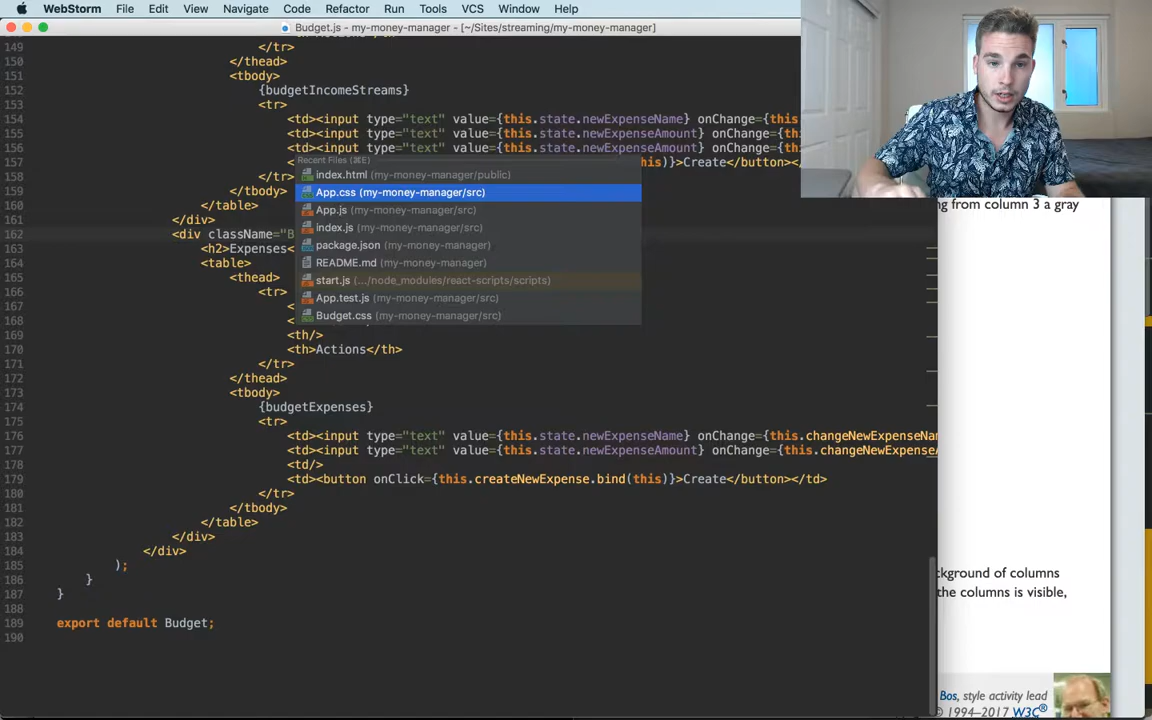 WebStorm File Edit View Navigate Code Refactor Run Tools VCS Window Help
Budget.js - my-money-manager - [~/Sites/streaming/my-money-manager]
149 </tr>
150 </thead>
151 <tbody>
152 {budgetIncomeStreams}
153 <tr>
154 <td><input type="text" value={this.state.newExpenseName} onChange={this
155 <td><input type="text" value={this.state.newExpenseAmount} onChange={this.
156 <td><input type="text" value={this.state.newExpenseAmount} onChange={this.
Recent Files (⌘E)
157 his)}>Create</button></
index.html (my-money-manager/public)
158 </tr>
159 </tbody>
App.css (my-money-manager/src)
160 </table>
App.js (my-money-manager/src)
161 </div>
index.js (my-money-manager/src)
162 <div className="B
package.json (my-money-manager)
163 <h2>Expenses<
README.md (my-money-manager)
164 <table>
165 <thead>
start.js (.../node_modules/react-scripts/scripts)
166 <tr>
App.test.js (my-money-manager/src)
167 <
Budget.css (my-money-manager/src)
168 <
169 <th/>
170 <th>Actions</th>
171 </tr>
172 </thead>
173 <tbody>
174 {budgetExpenses}
175 <tr>
176 <td><input type="text" value={this.state.newExpenseName} onChange={this.changeNewExpenseNa
177 <td><input type="text" value={this.state.newExpenseAmount} onChange={this.changeNewExpenseA
178 <td/>
179 <td><button onClick={this.createNewExpense.bind(this)}>Create</button></td>
180 </tr>
181 </tbody>
182 </table>
183 </div>
184 </div>
185 );
186 }
187 }
188
189 export default Budget;
190
ng from column 3 a gray
ckground of columns
the columns is visible,
Bos, style activity lead
© 1994–2017 W3C®